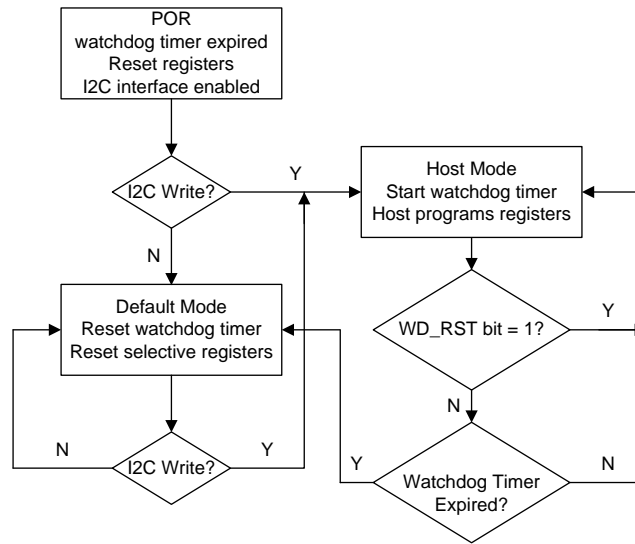 POR
watchdog timer expired
Reset registers
I2C interface enabled
I2C Write?
Y
N
Host Mode
Start watchdog timer
Host programs registers
Default Mode
Reset watchdog timer
Reset selective registers
WD_RST bit = 1?
Y
N
I2C Write?
N
Y
Watchdog Timer
Expired?
Y
N